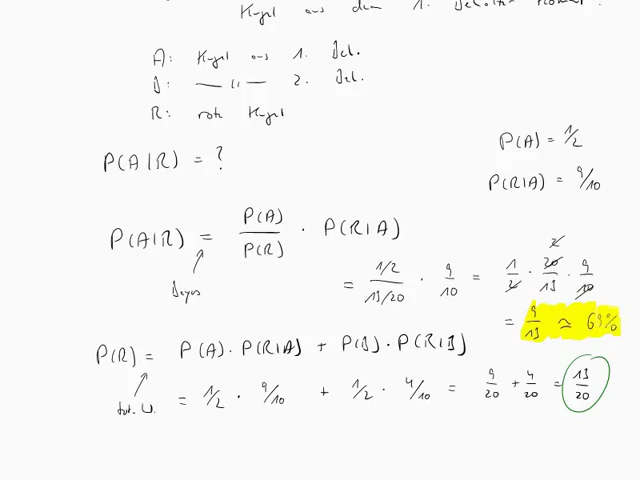 Kugel aus dem 1.
A: Kugel aus 1. Beh.
B: —— " —— 2. Beh.
R: rote Kugel
P(A) = 1/2
P(A|R) = ?
P(R|A) = 9/10
P(A|R) = P(A)/P(R) · P(R|A)
Bayes
= (1/2)/(13/20) · 9/10 = 1/2 · 20/13 · 9/10
2
= 9/13 ≃ 69%
P(R) = P(A) · P(R|A) + P(B) · P(R|B)
tot. W.
= 1/2 · 9/10 + 1/2 · 4/10 = 9/20 + 4/20 = 13/20